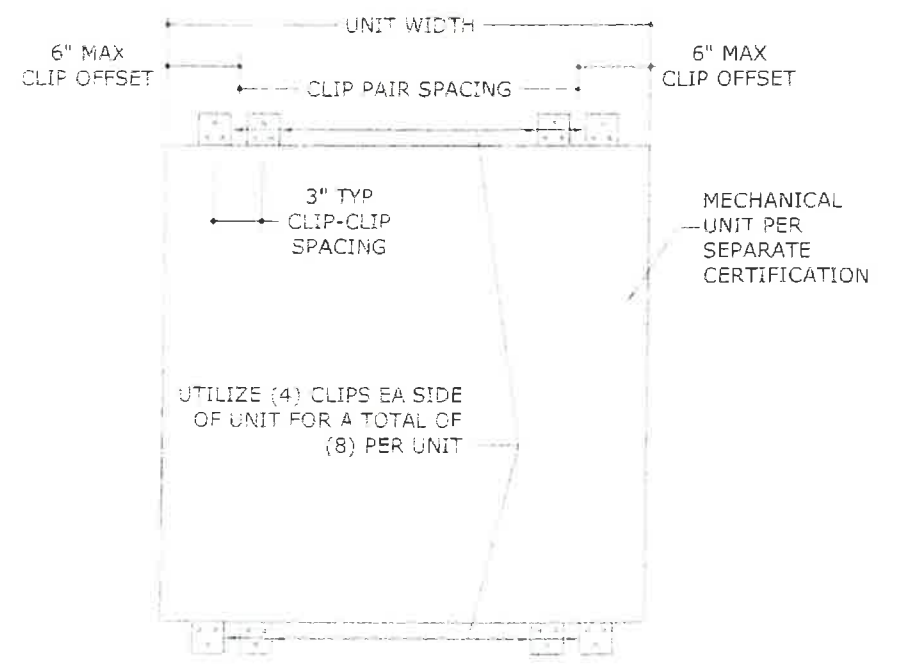 UNIT WIDTH
6" MAX
CLIP OFFSET
6" MAX
CLIP OFFSET
CLIP PAIR SPACING
3" TYP
CLIP-CLIP
SPACING
MECHANICAL
UNIT PER
SEPARATE
CERTIFICATION
UTILIZE (4) CLIPS EA SIDE
OF UNIT FOR A TOTAL OF
(8) PER UNIT